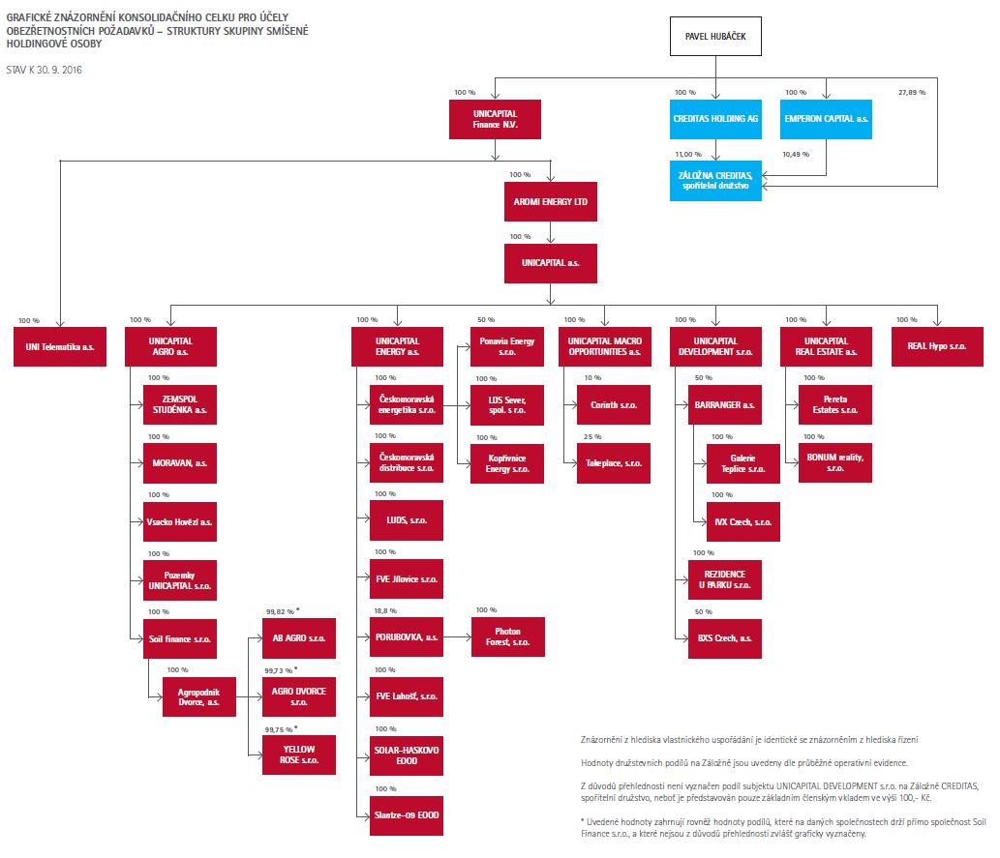 GRAFICKÉ ZNÁZORNĚNÍ KONSOLIDAČNÍHO CELKU PRO ÚČELY
OBEZŘETNOSTNÍCH POŽADAVKŮ – STRUKTURY SKUPINY SMÍŠENÉ
HOLDINGOVÉ OSOBY
STAV K 30. 9. 2016
PAVEL HUBÁČEK
100 %
100 %
100 %
27,89 %
UNICAPITAL
Finance N.V.
CREDITAS HOLDING AG
EMPERON CAPITAL a.s.
11,00 %
10,49 %
ZÁLOŽNA CREDITAS,
spořitelní družstvo
100 %
AROMI ENERGY LTD
100 %
UNICAPITAL a.s.
100 %
UNI Telematika a.s.
100 %
UNICAPITAL
AGRO a.s.
100 %
ZEMSPOL
STUDÉNKA a.s.
100 %
MORAVAN, a.s.
100 %
Vsacko Hovězí a.s.
100 %
Pozemky
UNICAPITAL s.r.o.
100 %
Soil finance s.r.o.
100 %
Agropodnik
Dvorce, a.s.
99,82 % *
AB AGRO s.r.o.
99,73 % *
AGRO DVORCE
s.r.o.
99,75 % *
YELLOW
ROSE s.r.o.
100 %
UNICAPITAL
ENERGY a.s.
100 %
Českomoravská
energetika s.r.o.
50 %
Ponavia Energy
s.r.o.
100 %
LDS Sever,
spol. s r.o.
100 %
Kopřivnice
Energy s.r.o.
100 %
Českomoravská
distribuce s.r.o.
100 %
LUDS, s.r.o.
100 %
FVE Jílovice s.r.o.
18,8 %
PORUBOVKA, a.s.
100 %
Photon
Forest, s.r.o.
100 %
FVE Lahošť, s.r.o.
100 %
SOLAR–HASKOVO
EOOD
100 %
Slantze–09 EOOD
100 %
UNICAPITAL MACRO
OPPORTUNITIES a.s.
10 %
Corinth s.r.o.
25 %
Takeplace, s.r.o.
100 %
UNICAPITAL
DEVELOPMENT s.r.o.
50 %
BARRANGER a.s.
100 %
Galerie
Teplice s.r.o.
100 %
IVX Czech, s.r.o.
100 %
REZIDENCE
U PARKU s.r.o.
50 %
BXS Czech, a.s.
100 %
UNICAPITAL
REAL ESTATE a.s.
100 %
Pereta
Estates s.r.o.
100 %
BONUM reality,
s.r.o.
100 %
REAL Hypo s.r.o.
Znázornění z hlediska vlastnického uspořádání je identické se znázorněním z hlediska řízení
Hodnoty družstevních podílů na Záložně jsou uvedeny dle průběžné operativní evidence.
Z důvodů přehlednosti není vyznačen podíl subjektu UNICAPITAL DEVELOPMENT s.r.o. na Záložně CREDITAS,
spořitelní družstvo, neboť je představován pouze základním členským vkladem ve výši 100,- Kč.
* Uvedené hodnoty zahrnují rovněž hodnoty podílů, které na daných společnostech drží přímo společnost Soil
Finance s.r.o., a které nejsou z důvodů přehlednosti zvlášť graficky vyznačeny.